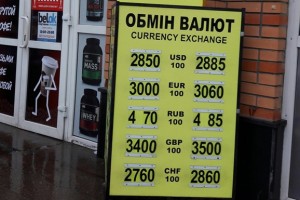 ОБМІН ВАЛЮТ
CURRENCY EXCHANGE
2850 USD 100 2885
3000 EUR 100 3060
4 70 RUB 100 4 85
3400 GBP 100 3500
2760 CHF 100 2860
MASS
WHEY